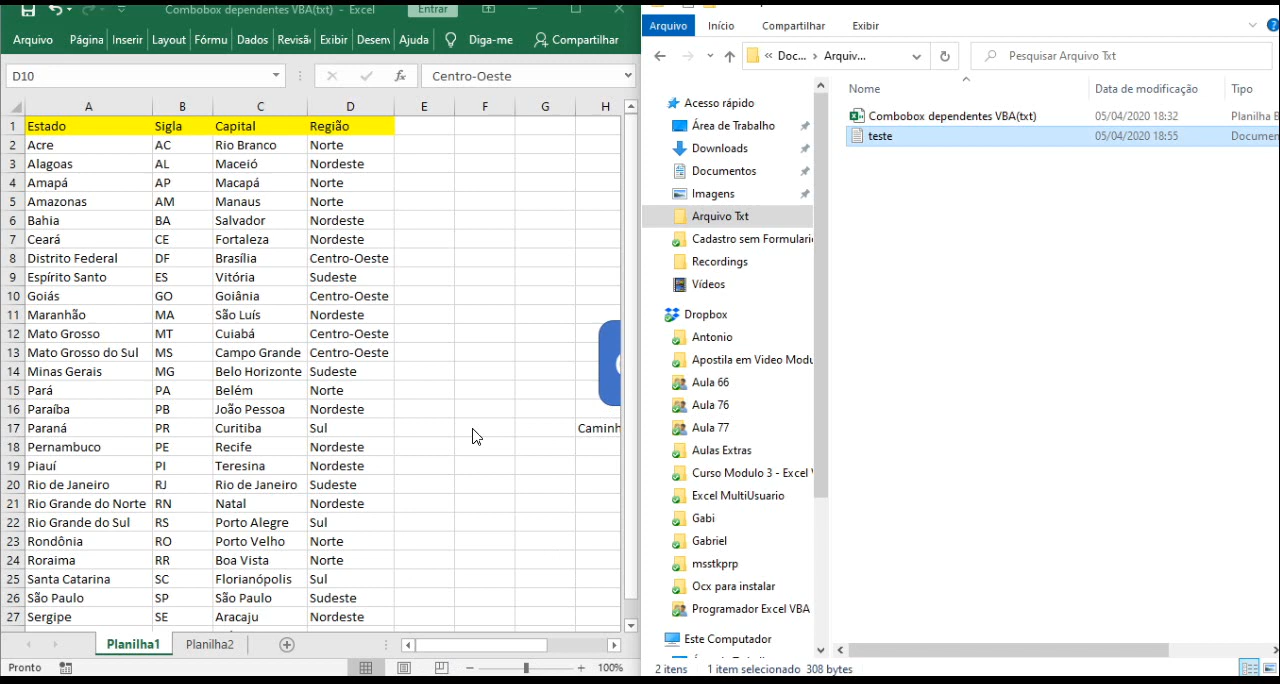 Combobox dependentes VBA(txt) - Excel
Entrar
Arquivo Página Inserir Layout Fórmu Dados Revisã Exibir Desen Ajuda Diga-me Compartilhar
D10 fx Centro-Oeste
A B C D E F G H
1 Estado Sigla Capital Região
2 Acre AC Rio Branco Norte
3 Alagoas AL Maceió Nordeste
4 Amapá AP Macapá Norte
5 Amazonas AM Manaus Norte
6 Bahia BA Salvador Nordeste
7 Ceará CE Fortaleza Nordeste
8 Distrito Federal DF Brasília Centro-Oeste
9 Espírito Santo ES Vitória Sudeste
10 Goiás GO Goiânia Centro-Oeste
11 Maranhão MA São Luís Nordeste
12 Mato Grosso MT Cuiabá Centro-Oeste
13 Mato Grosso do Sul MS Campo Grande Centro-Oeste
14 Minas Gerais MG Belo Horizonte Sudeste
15 Pará PA Belém Norte
16 Paraíba PB João Pessoa Nordeste
17 Paraná PR Curitiba Sul Caminh
18 Pernambuco PE Recife Nordeste
19 Piauí PI Teresina Nordeste
20 Rio de Janeiro RJ Rio de Janeiro Sudeste
21 Rio Grande do Norte RN Natal Nordeste
22 Rio Grande do Sul RS Porto Alegre Sul
23 Rondônia RO Porto Velho Norte
24 Roraima RR Boa Vista Norte
25 Santa Catarina SC Florianópolis Sul
26 São Paulo SP São Paulo Sudeste
27 Sergipe SE Aracaju Nordeste
Planilha1 Planilha2
Pronto 100%
Arquivo Início Compartilhar Exibir
« Doc... > Arquiv... Pesquisar Arquivo Txt
Nome Data de modificação Tipo
Combobox dependentes VBA(txt) 05/04/2020 18:32 Planilha E
teste 05/04/2020 18:55 Documen
Acesso rápido
Área de Trabalho
Downloads
Documentos
Imagens
Arquivo Txt
Cadastro sem Formulari
Recordings
Vídeos
Dropbox
Antonio
Apostila em Video Modu
Aula 66
Aula 76
Aula 77
Aulas Extras
Curso Modulo 3 - Excel V
Excel MultiUsuario
Gabi
Gabriel
msstkprp
Ocx para instalar
Programador Excel VBA
Este Computador
2 itens 1 item selecionado 308 bytes